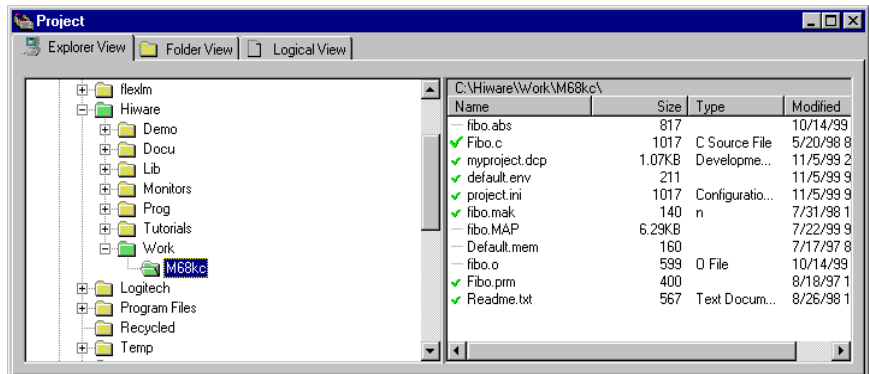 Project
Explorer View Folder View Logical View
flexlm
Hiware
Demo
Docu
Lib
Monitors
Prog
Tutorials
Work
M68kc
Logitech
Program Files
Recycled
Temp
C:\Hiware\Work\M68kc\
Name Size Type Modified
fibo.abs 817 10/14/99
Fibo.c 1017 C Source File 5/20/98 8
myproject.dcp 1.07KB Developme... 11/5/99 2
default.env 211 11/5/99 9
project.ini 1017 Configuratio... 11/5/99 9
fibo.mak 140 n 7/31/98 1
fibo.MAP 6.29KB 7/22/99 9
Default.mem 160 7/17/97 8
fibo.o 599 O File 10/14/99
Fibo.prm 400 8/18/97 1
Readme.txt 567 Text Docum... 8/26/98 1